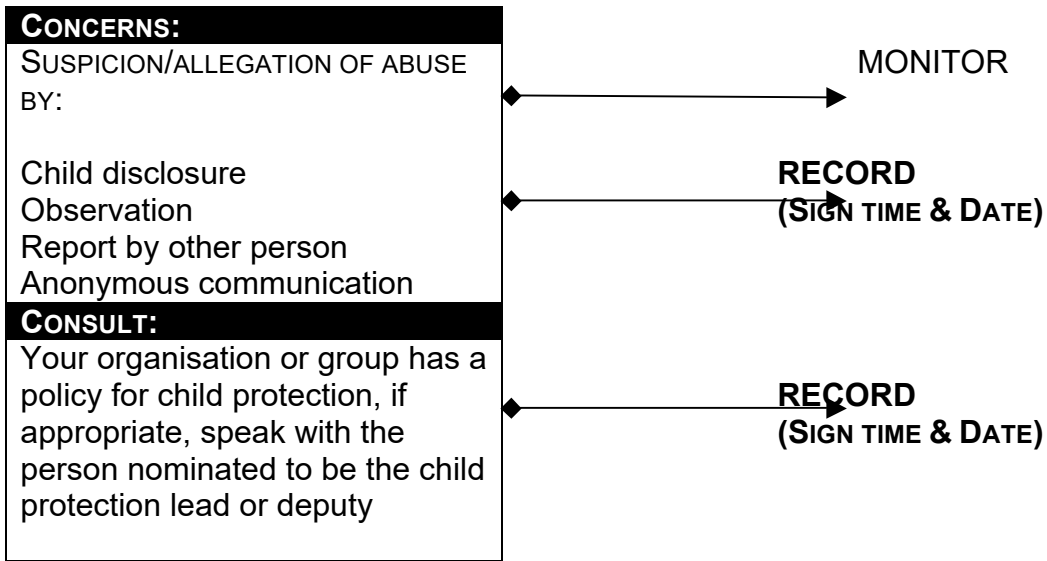 CONCERNS:
SUSPICION/ALLEGATION OF ABUSE
BY:
MONITOR
Child disclosure
Observation
Report by other person
Anonymous communication
RECORD
(SIGN TIME & DATE)
CONSULT:
Your organisation or group has a
policy for child protection, if
appropriate, speak with the
person nominated to be the child
protection lead or deputy
RECORD
(SIGN TIME & DATE)